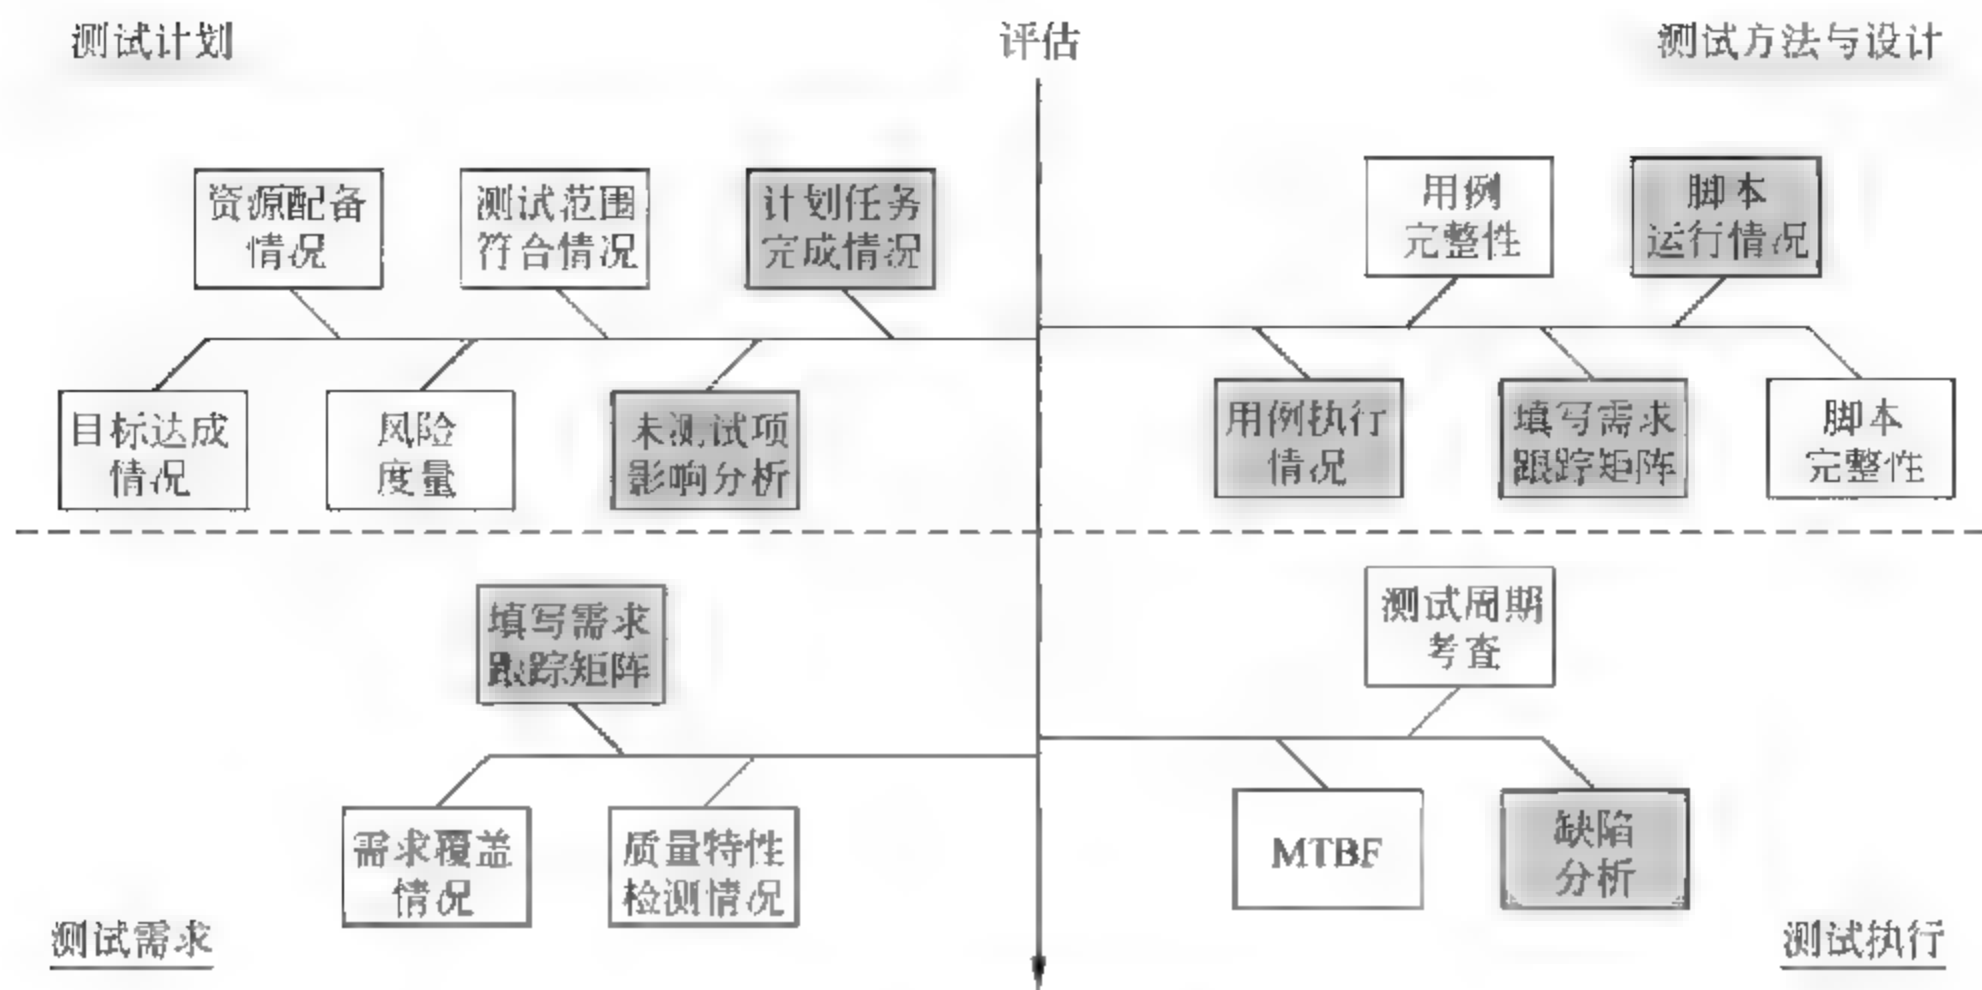 测试计划
评估
测试方法与设计
资源配备
情况
测试范围
符合情况
计划任务
完成情况
用例
完整性
脚本
运行情况
目标达成
情况
风险
度量
未测试项
影响分析
用例执行
情况
填写需求
跟踪矩阵
脚本
完整性
填写需求
跟踪矩阵
测试周期
考查
需求覆盖
情况
质量特性
检测情况
MTBF
缺陷
分析
测试需求
测试执行